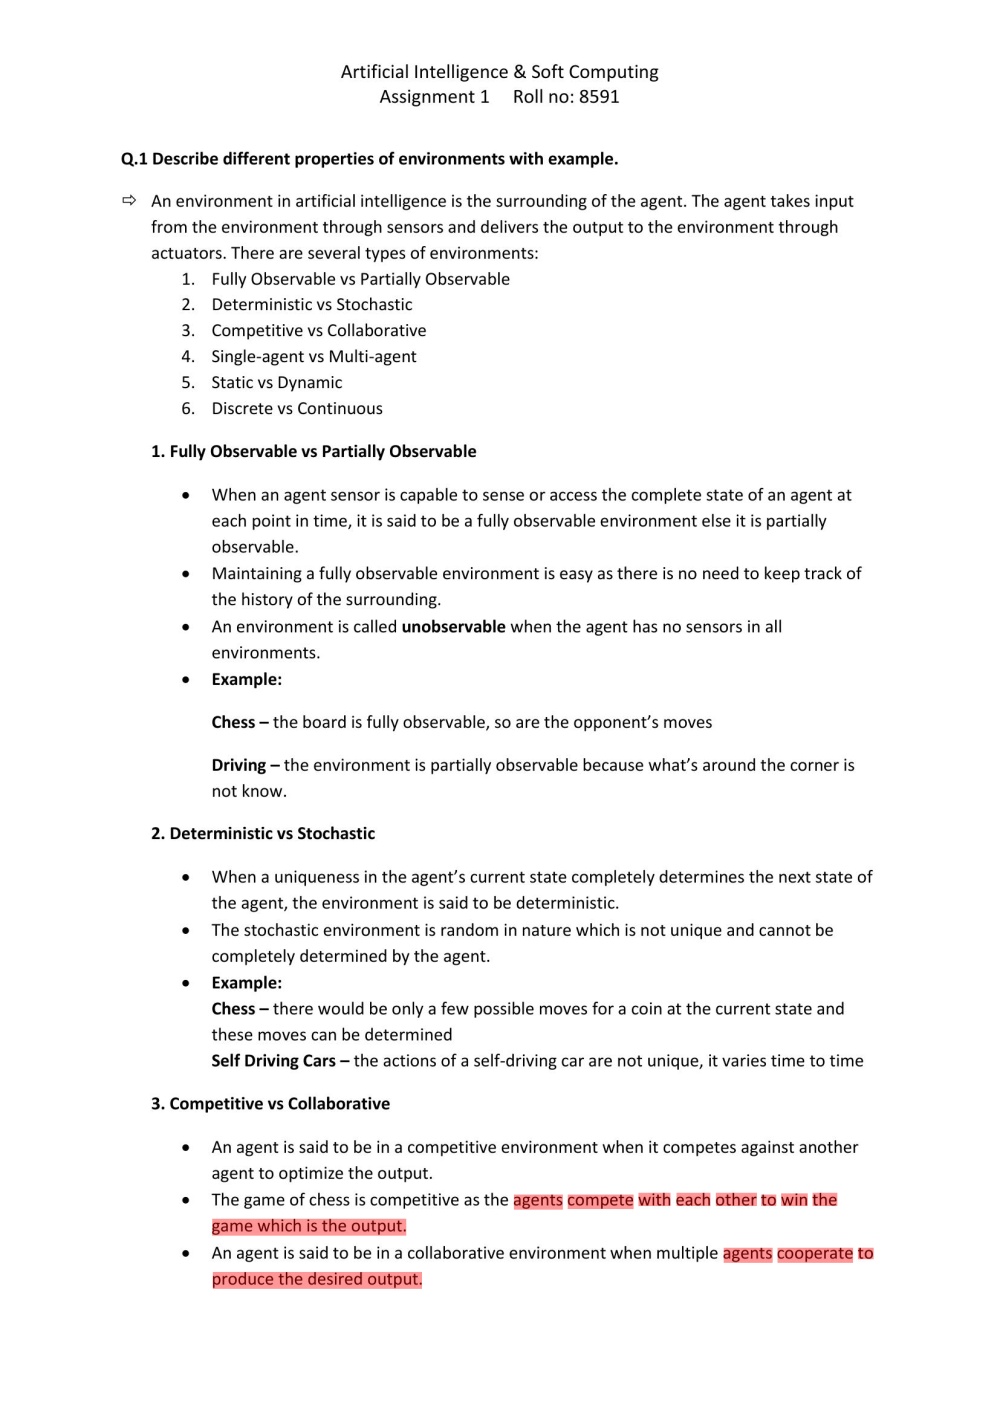 Artificial Intelligence & Soft Computing
Assignment 1 Roll no: 8591
Q.1 Describe different properties of environments with example.
⇨ An environment in artificial intelligence is the surrounding of the agent. The agent takes input
from the environment through sensors and delivers the output to the environment through
actuators. There are several types of environments:
1. Fully Observable vs Partially Observable
2. Deterministic vs Stochastic
3. Competitive vs Collaborative
4. Single-agent vs Multi-agent
5. Static vs Dynamic
6. Discrete vs Continuous
1. Fully Observable vs Partially Observable
• When an agent sensor is capable to sense or access the complete state of an agent at
each point in time, it is said to be a fully observable environment else it is partially
observable.
• Maintaining a fully observable environment is easy as there is no need to keep track of
the history of the surrounding.
• An environment is called unobservable when the agent has no sensors in all
environments.
• Example:
Chess – the board is fully observable, so are the opponent’s moves
Driving – the environment is partially observable because what’s around the corner is
not know.
2. Deterministic vs Stochastic
• When a uniqueness in the agent’s current state completely determines the next state of
the agent, the environment is said to be deterministic.
• The stochastic environment is random in nature which is not unique and cannot be
completely determined by the agent.
• Example:
Chess – there would be only a few possible moves for a coin at the current state and
these moves can be determined
Self Driving Cars – the actions of a self-driving car are not unique, it varies time to time
3. Competitive vs Collaborative
• An agent is said to be in a competitive environment when it competes against another
agent to optimize the output.
• The game of chess is competitive as the agents compete with each other to win the
game which is the output.
• An agent is said to be in a collaborative environment when multiple agents cooperate to
produce the desired output.